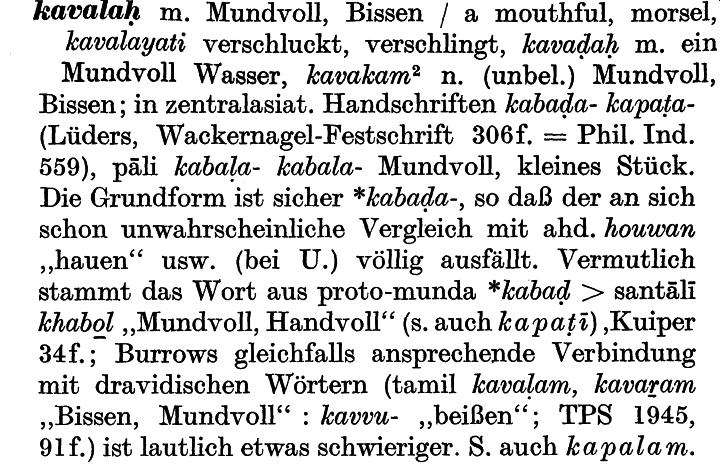 kavalaḥ m. Mundvoll, Bissen / a mouthful, morsel,
kavalayati verschluckt, verschlingt, kavaḍaḥ m. ein
Mundvoll Wasser, kavakam² n. (unbel.) Mundvoll,
Bissen; in zentralasiat. Handschriften kabaḍa- kapaṭa-
(Lüders, Wackernagel-Festschrift 306f. = Phil. Ind.
559), pāli kabaḷa- kabala- Mundvoll, kleines Stück.
Die Grundform ist sicher *kabaḍa-, so daß der an sich
schon unwahrscheinliche Vergleich mit ahd. houwan
„hauen“ usw. (bei U.) völlig ausfällt. Vermutlich
stammt das Wort aus proto-munda *kabaḍ > santālī
khabo̠l „Mundvoll, Handvoll“ (s. auch kapaṭī) ,Kuiper
34f.; Burrows gleichfalls ansprechende Verbindung
mit dravidischen Wörtern (tamil kavaḷam, kavaṟam
„Bissen, Mundvoll“ : kavvu- „beißen“; TPS 1945,
91f.) ist lautlich etwas schwieriger. S. auch kapalam.